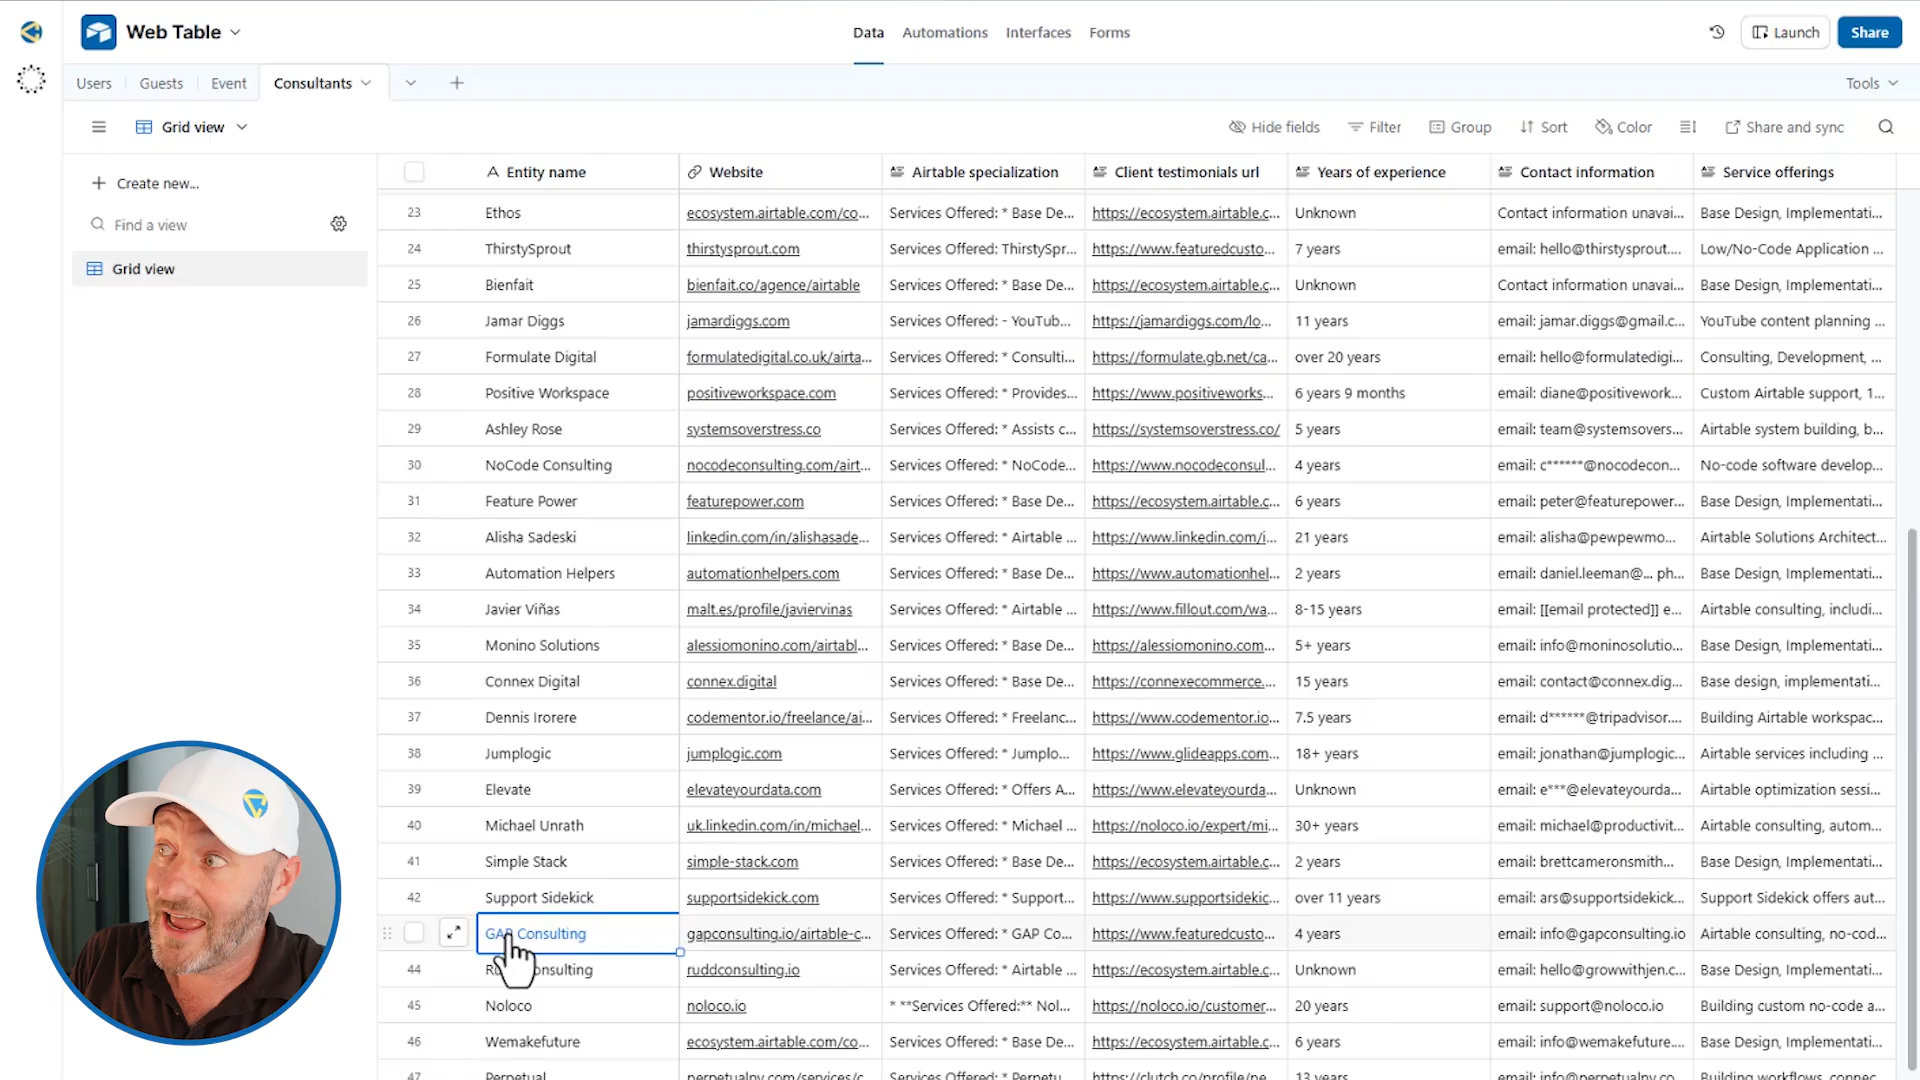 Web Table
Data Automations Interfaces Forms
Launch Share
Users Guests Event Consultants
Tools
Grid view
Hide fields Filter Group Sort Color Share and sync
Create new...
Find a view
Grid view
Entity name Website Airtable specialization Client testimonials url Years of experience Contact information Service offerings
23 Ethos ecosystem.airtable.com/co... Services Offered: * Base De... https://ecosystem.airtable.c... Unknown Contact information unavai... Base Design, Implementati...
24 ThirstySprout thirstysprout.com Services Offered: ThirstySpr... https://www.featuredcusto... 7 years email: hello@thirstysprout.... Low/No-Code Application ...
25 Bienfait bienfait.co/agence/airtable Services Offered: * Base De... https://ecosystem.airtable.c... Unknown Contact information unavai... Base Design, Implementati...
26 Jamar Diggs jamardiggs.com Services Offered: - YouTub... https://jamardiggs.com/lo... 11 years email: jamar.diggs@gmail.c... YouTube content planning ...
27 Formulate Digital formulatedigital.co.uk/airta... Services Offered: * Consulti... https://formulate.gb.net/ca... over 20 years email: hello@formulatedigi... Consulting, Development, ...
28 Positive Workspace positiveworkspace.com Services Offered: * Provides... https://www.positiveworks... 6 years 9 months email: diane@positivework... Custom Airtable support, 1...
29 Ashley Rose systemsoverstress.co Services Offered: * Assists c... https://systemsoverstress.co/ 5 years email: team@systemsovers... Airtable system building, b...
30 NoCode Consulting nocodeconsulting.com/airt... Services Offered: * NoCode... https://www.nocodeconsul... 4 years email: c******@nocodecon... No-code software develop...
31 Feature Power featurepower.com Services Offered: * Base De... https://ecosystem.airtable.c... 6 years email: peter@featurepower... Base Design, Implementati...
32 Alisha Sadeski linkedin.com/in/alishasade... Services Offered: * Airtable ... https://www.linkedin.com/i... 21 years email: alisha@pewpewmo... Airtable Solutions Architect...
33 Automation Helpers automationhelpers.com Services Offered: * Base De... https://www.automationhel... 2 years email: daniel.leeman@... ph... Base Design, Implementati...
34 Javier Viñas malt.es/profile/javiervinas Services Offered: * Airtable ... https://www.fillout.com/wa... 8-15 years email: [[email protected]] e... Airtable consulting, includi...
35 Monino Solutions alessiomonino.com/airtabl... Services Offered: * Base De... https://alessiomonino.com... 5+ years email: info@moninosolutio... Base Design, Implementati...
36 Connex Digital connex.digital Services Offered: * Base De... https://connexecommerce.... 15 years email: contact@connex.dig... Base design, implementati...
37 Dennis Irorere codementor.io/freelance/ai... Services Offered: * Freelanc... https://www.codementor.io... 7.5 years email: d******@tripadvisor.... Building Airtable workspac...
38 Jumplogic jumplogic.com Services Offered: * Jumplo... https://www.glideapps.com... 18+ years email: jonathan@jumplogic... Airtable services including ...
39 Elevate elevateyourdata.com Services Offered: * Offers A... https://www.elevateyourda... Unknown email: e***@elevateyourda... Airtable optimization sessi...
40 Michael Unrath uk.linkedin.com/in/michael... Services Offered: * Michael ... https://noloco.io/expert/mi... 30+ years email: michael@productivit... Airtable consulting, autom...
41 Simple Stack simple-stack.com Services Offered: * Base De... https://ecosystem.airtable.c... 2 years email: brettcameronsmith... Base Design, Implementati...
42 Support Sidekick supportsidekick.com Services Offered: * Support... https://www.supportsidekic... over 11 years email: ars@supportsidekick... Support Sidekick offers aut...
GAP Consulting gapconsulting.io/airtable-c... Services Offered: * GAP Co... https://www.featuredcusto... 4 years email: info@gapconsulting.io Airtable consulting, no-cod...
44 Rudd Consulting ruddconsulting.io Services Offered: * Airtable ... https://ecosystem.airtable.c... Unknown email: hello@growwithjen.c... Base Design, Implementati...
45 Noloco noloco.io * **Services Offered:** Nol... https://noloco.io/customer... 20 years email: support@noloco.io Building custom no-code a...
46 Wemakefuture ecosystem.airtable.com/co... Services Offered: * Base De... https://ecosystem.airtable.c... 6 years email: info@wemakefuture.... Base Design, Implementati...
47 Perpetual perpetualny.com/services/c... Services Offered: * Perpetu... https://clutch.co/profile/pe... 13 years email: info@perpetualny.co... Building workflows, connec...